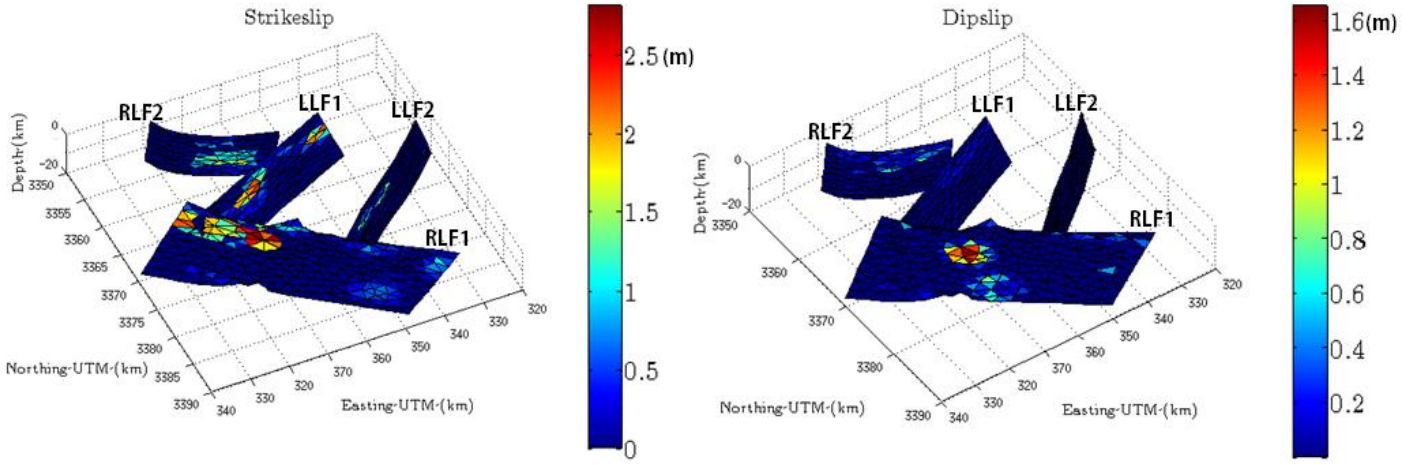 Strikeslip
2.5 (m)
2
1.5
1
0.5
0
RLF2
LLF1
LLF2
RLF1
Depth(km)
0
-20
3350
3355
3360
3365
3370
3375
3380
3385
3390
Northing-UTM-(km)
340
330
320
370
360
350
340
330
320
Easting-UTM-(km)
Dipslip
1.6 (m)
1.4
1.2
1
0.8
0.6
0.4
0.2
RLF2
LLF1
LLF2
RLF1
Depth(km)
0
-20
3350
3360
3370
3380
3390
Northing-UTM-(km)
340
330
320
370
360
350
340
330
320
Easting-UTM-(km)